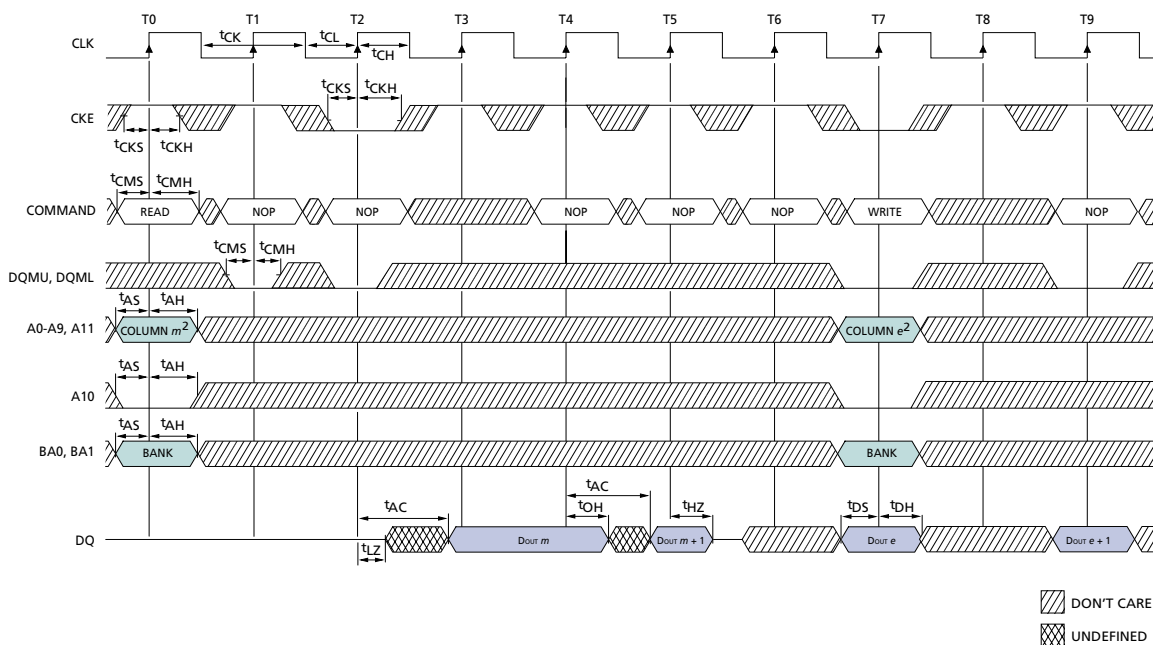 T0 T1 T2 T3 T4 T5 T6 T7 T8 T9
CLK
tCK tCL
tCH
tCKS tCKH
CKE
tCKS tCKH
tCMS tCMH
COMMAND READ NOP NOP NOP NOP NOP WRITE NOP
tCMS tCMH
DQMU, DQML
tAS tAH
A0-A9, A11 COLUMN m2 COLUMN e2
tAS tAH
A10
tAS tAH
BA0, BA1 BANK BANK
tAC
tAC tOH tHZ tDS tDH
DQ DOUT m DOUT m + 1 DOUT e DOUT e + 1
tLZ
DON'T CARE
UNDEFINED